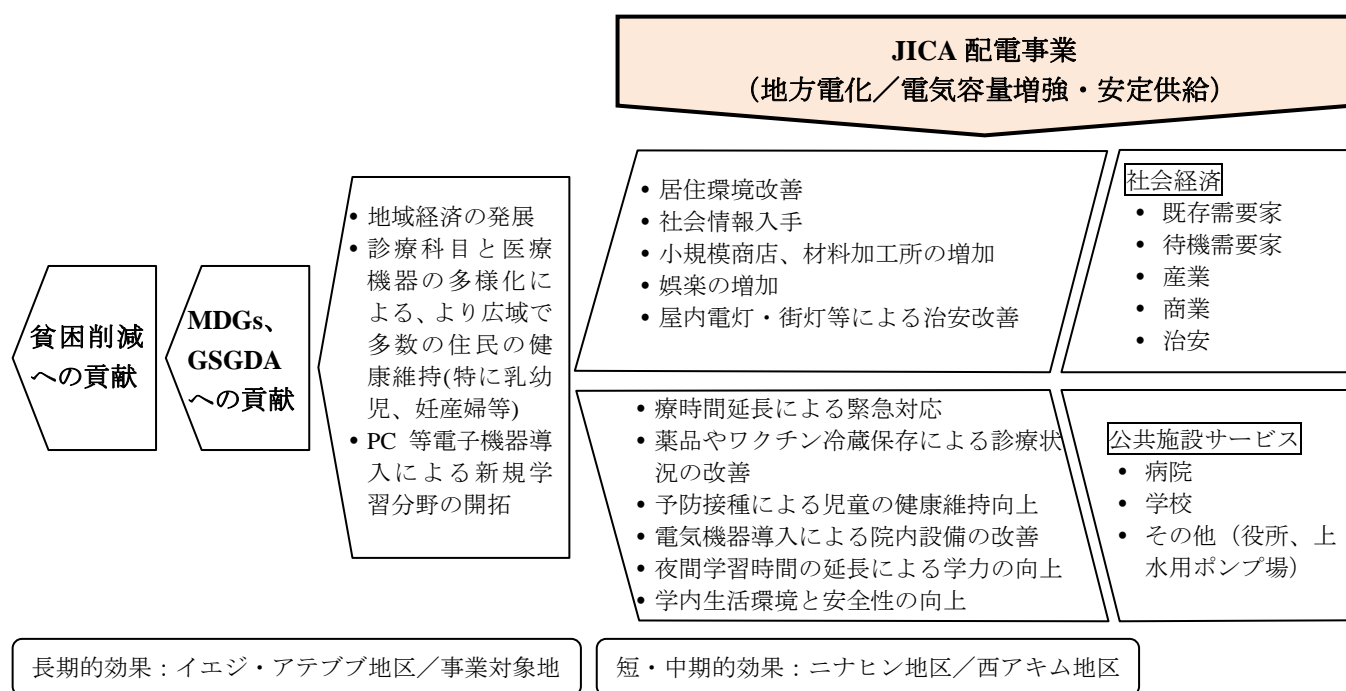 JICA 配電事業
（地方電化／電気容量増強・安定供給）
貧困削減
への貢献
MDGs、
GSGDA
への貢献
• 地域経済の発展
• 診療科目と医療
機器の多様化に
よる、より広域で
多数の住民の健
康維持(特に乳幼
児、妊産婦等)
• PC 等電子機器導
入による新規学
習分野の開拓
• 居住環境改善
• 社会情報入手
• 小規模商店、材料加工所の増加
• 娯楽の増加
• 屋内電灯・街灯等による治安改善
社会経済
• 既存需要家
• 待機需要家
• 産業
• 商業
• 治安
• 療時間延長による緊急対応
• 薬品やワクチン冷蔵保存による診療状
況の改善
• 予防接種による児童の健康維持向上
• 電気機器導入による院内設備の改善
• 夜間学習時間の延長による学力の向上
• 学内生活環境と安全性の向上
公共施設サービス
• 病院
• 学校
• その他（役所、上
水用ポンプ場）
長期的効果：イエジ・アテブブ地区／事業対象地
短・中期的効果：ニナヒン地区／西アキム地区